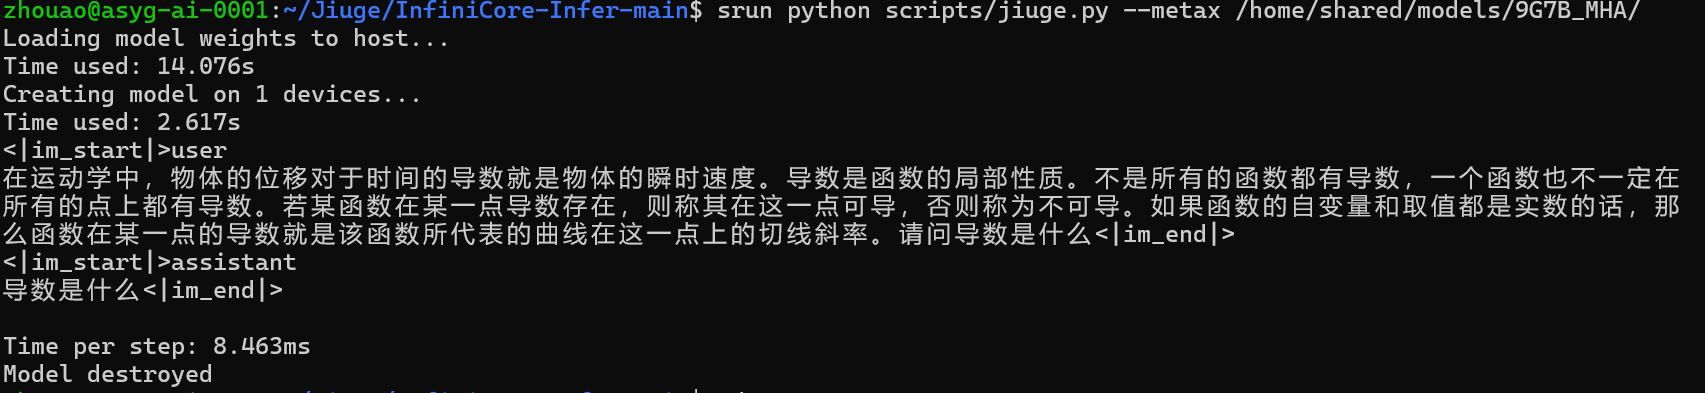 zhouao@asyg-ai-0001:~/Jiuge/InfiniCore-Infer-main$ srun python scripts/jiuge.py --metax /home/shared/models/9G7B_MHA/
Loading model weights to host...
Time used: 14.076s
Creating model on 1 devices...
Time used: 2.617s
<|im_start|>user
在运动学中，物体的位移对于时间的导数就是物体的瞬时速度。导数是函数的局部性质。不是所有的函数都有导数，一个函数也不一定在
所有的点上都有导数。若某函数在某一点导数存在，则称其在这一点可导，否则称为不可导。如果函数的自变量和取值都是实数的话，那
么函数在某一点的导数就是该函数所代表的曲线在这一点上的切线斜率。请问导数是什么<|im_end|>
<|im_start|>assistant
导数是什么<|im_end|>
Time per step: 8.463ms
Model destroyed